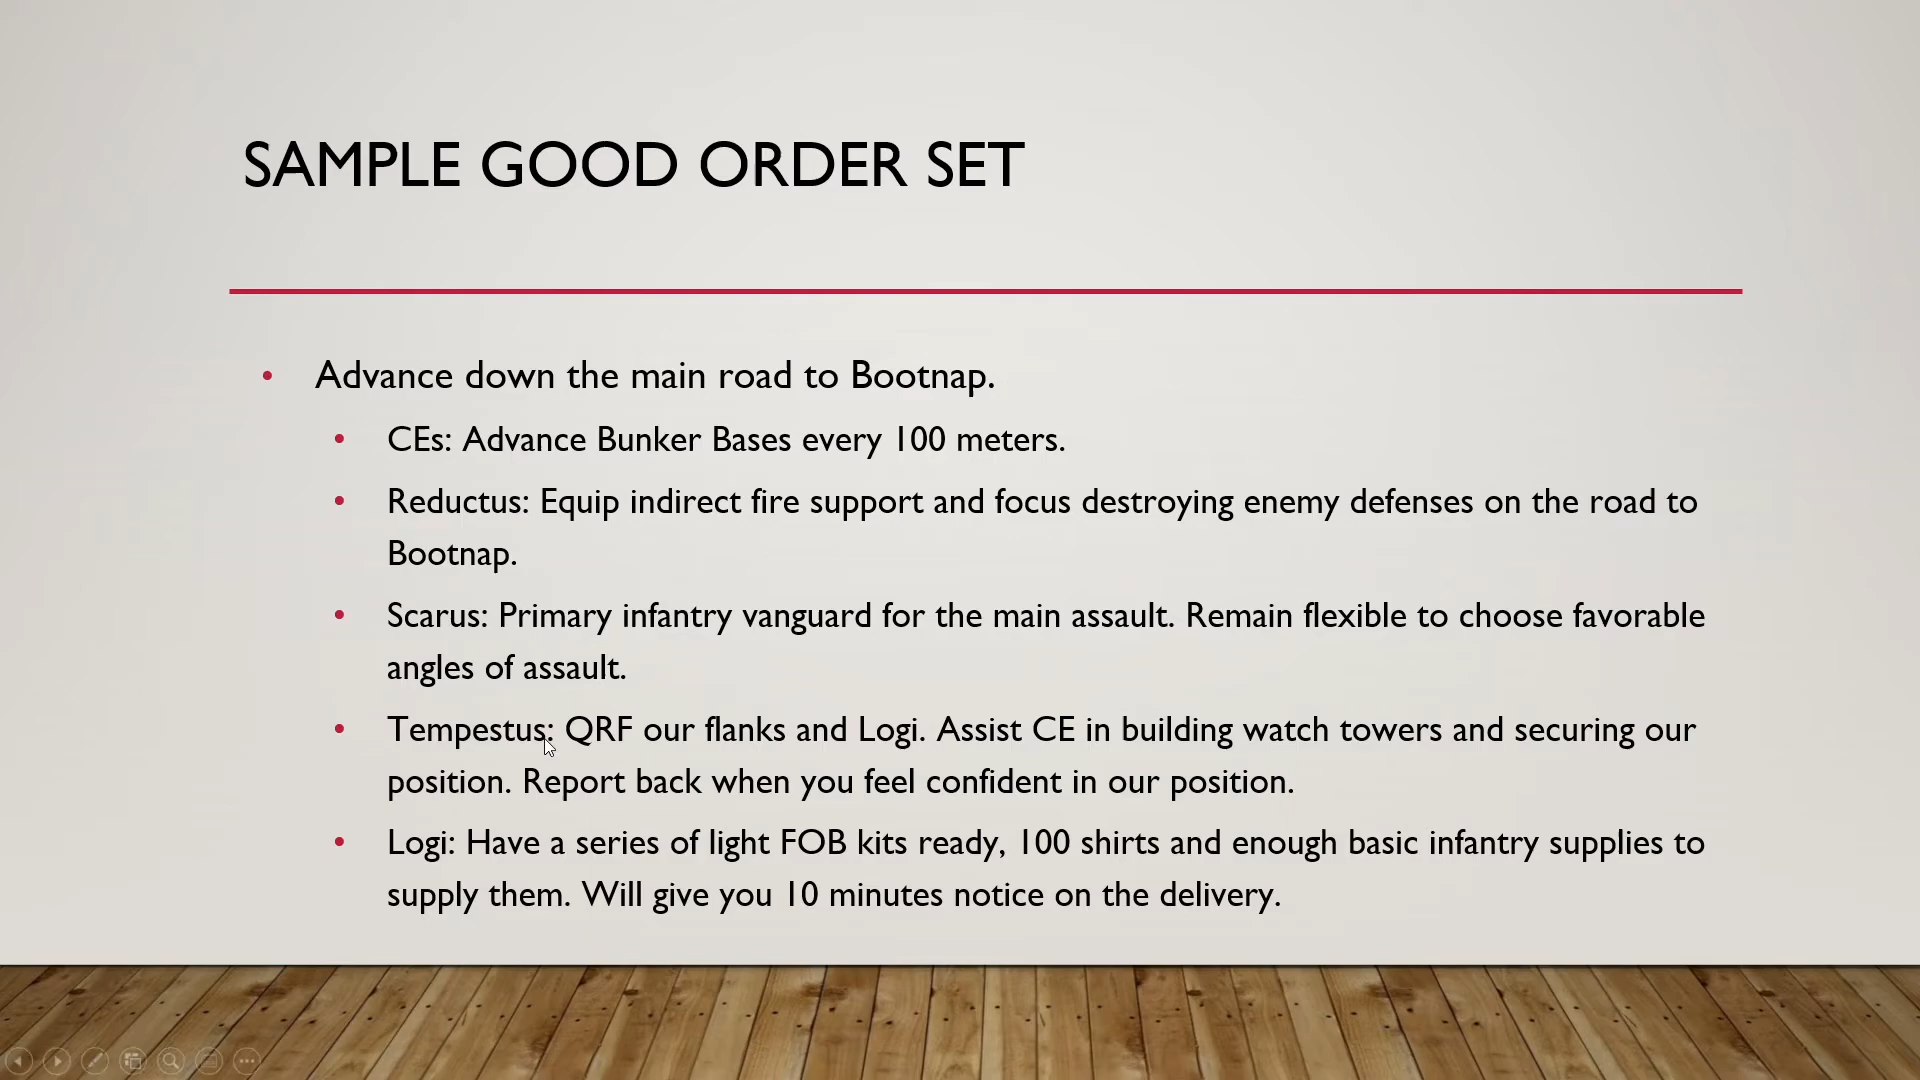 SAMPLE GOOD ORDER SET
• Advance down the main road to Bootnap.
• CEs: Advance Bunker Bases every 100 meters.
• Reductus: Equip indirect fire support and focus destroying enemy defenses on the road to
Bootnap.
• Scarus: Primary infantry vanguard for the main assault. Remain flexible to choose favorable
angles of assault.
• Tempestus: QRF our flanks and Logi. Assist CE in building watch towers and securing our
position. Report back when you feel confident in our position.
• Logi: Have a series of light FOB kits ready, 100 shirts and enough basic infantry supplies to
supply them. Will give you 10 minutes notice on the delivery.